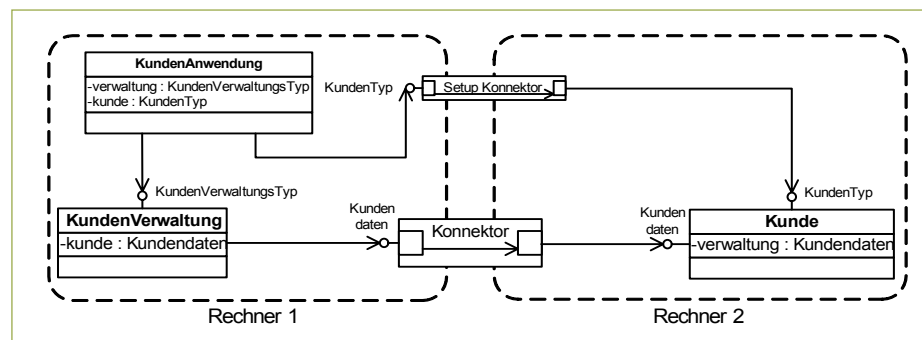 KundenAnwendung
-verwaltung : KundenVerwaltungsTyp
-kunde : KundenTyp
KundenTyp
Setup Konnektor
KundenVerwaltungsTyp
KundenTyp
KundenVerwaltung
-kunde : Kundendaten
Kunden
daten
Konnektor
Kunden
daten
Kunde
-verwaltung : Kundendaten
Rechner 1
Rechner 2